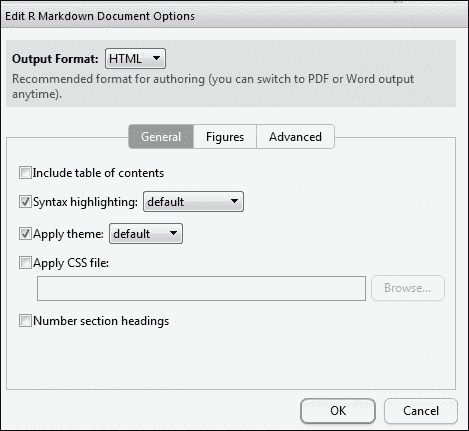 Edit R Markdown Document Options
Output Format: HTML
Recommended format for authoring (you can switch to PDF or Word output
anytime).
General Figures Advanced
Include table of contents
Syntax highlighting: default
Apply theme: default
Apply CSS file:
Browse...
Number section headings
OK Cancel